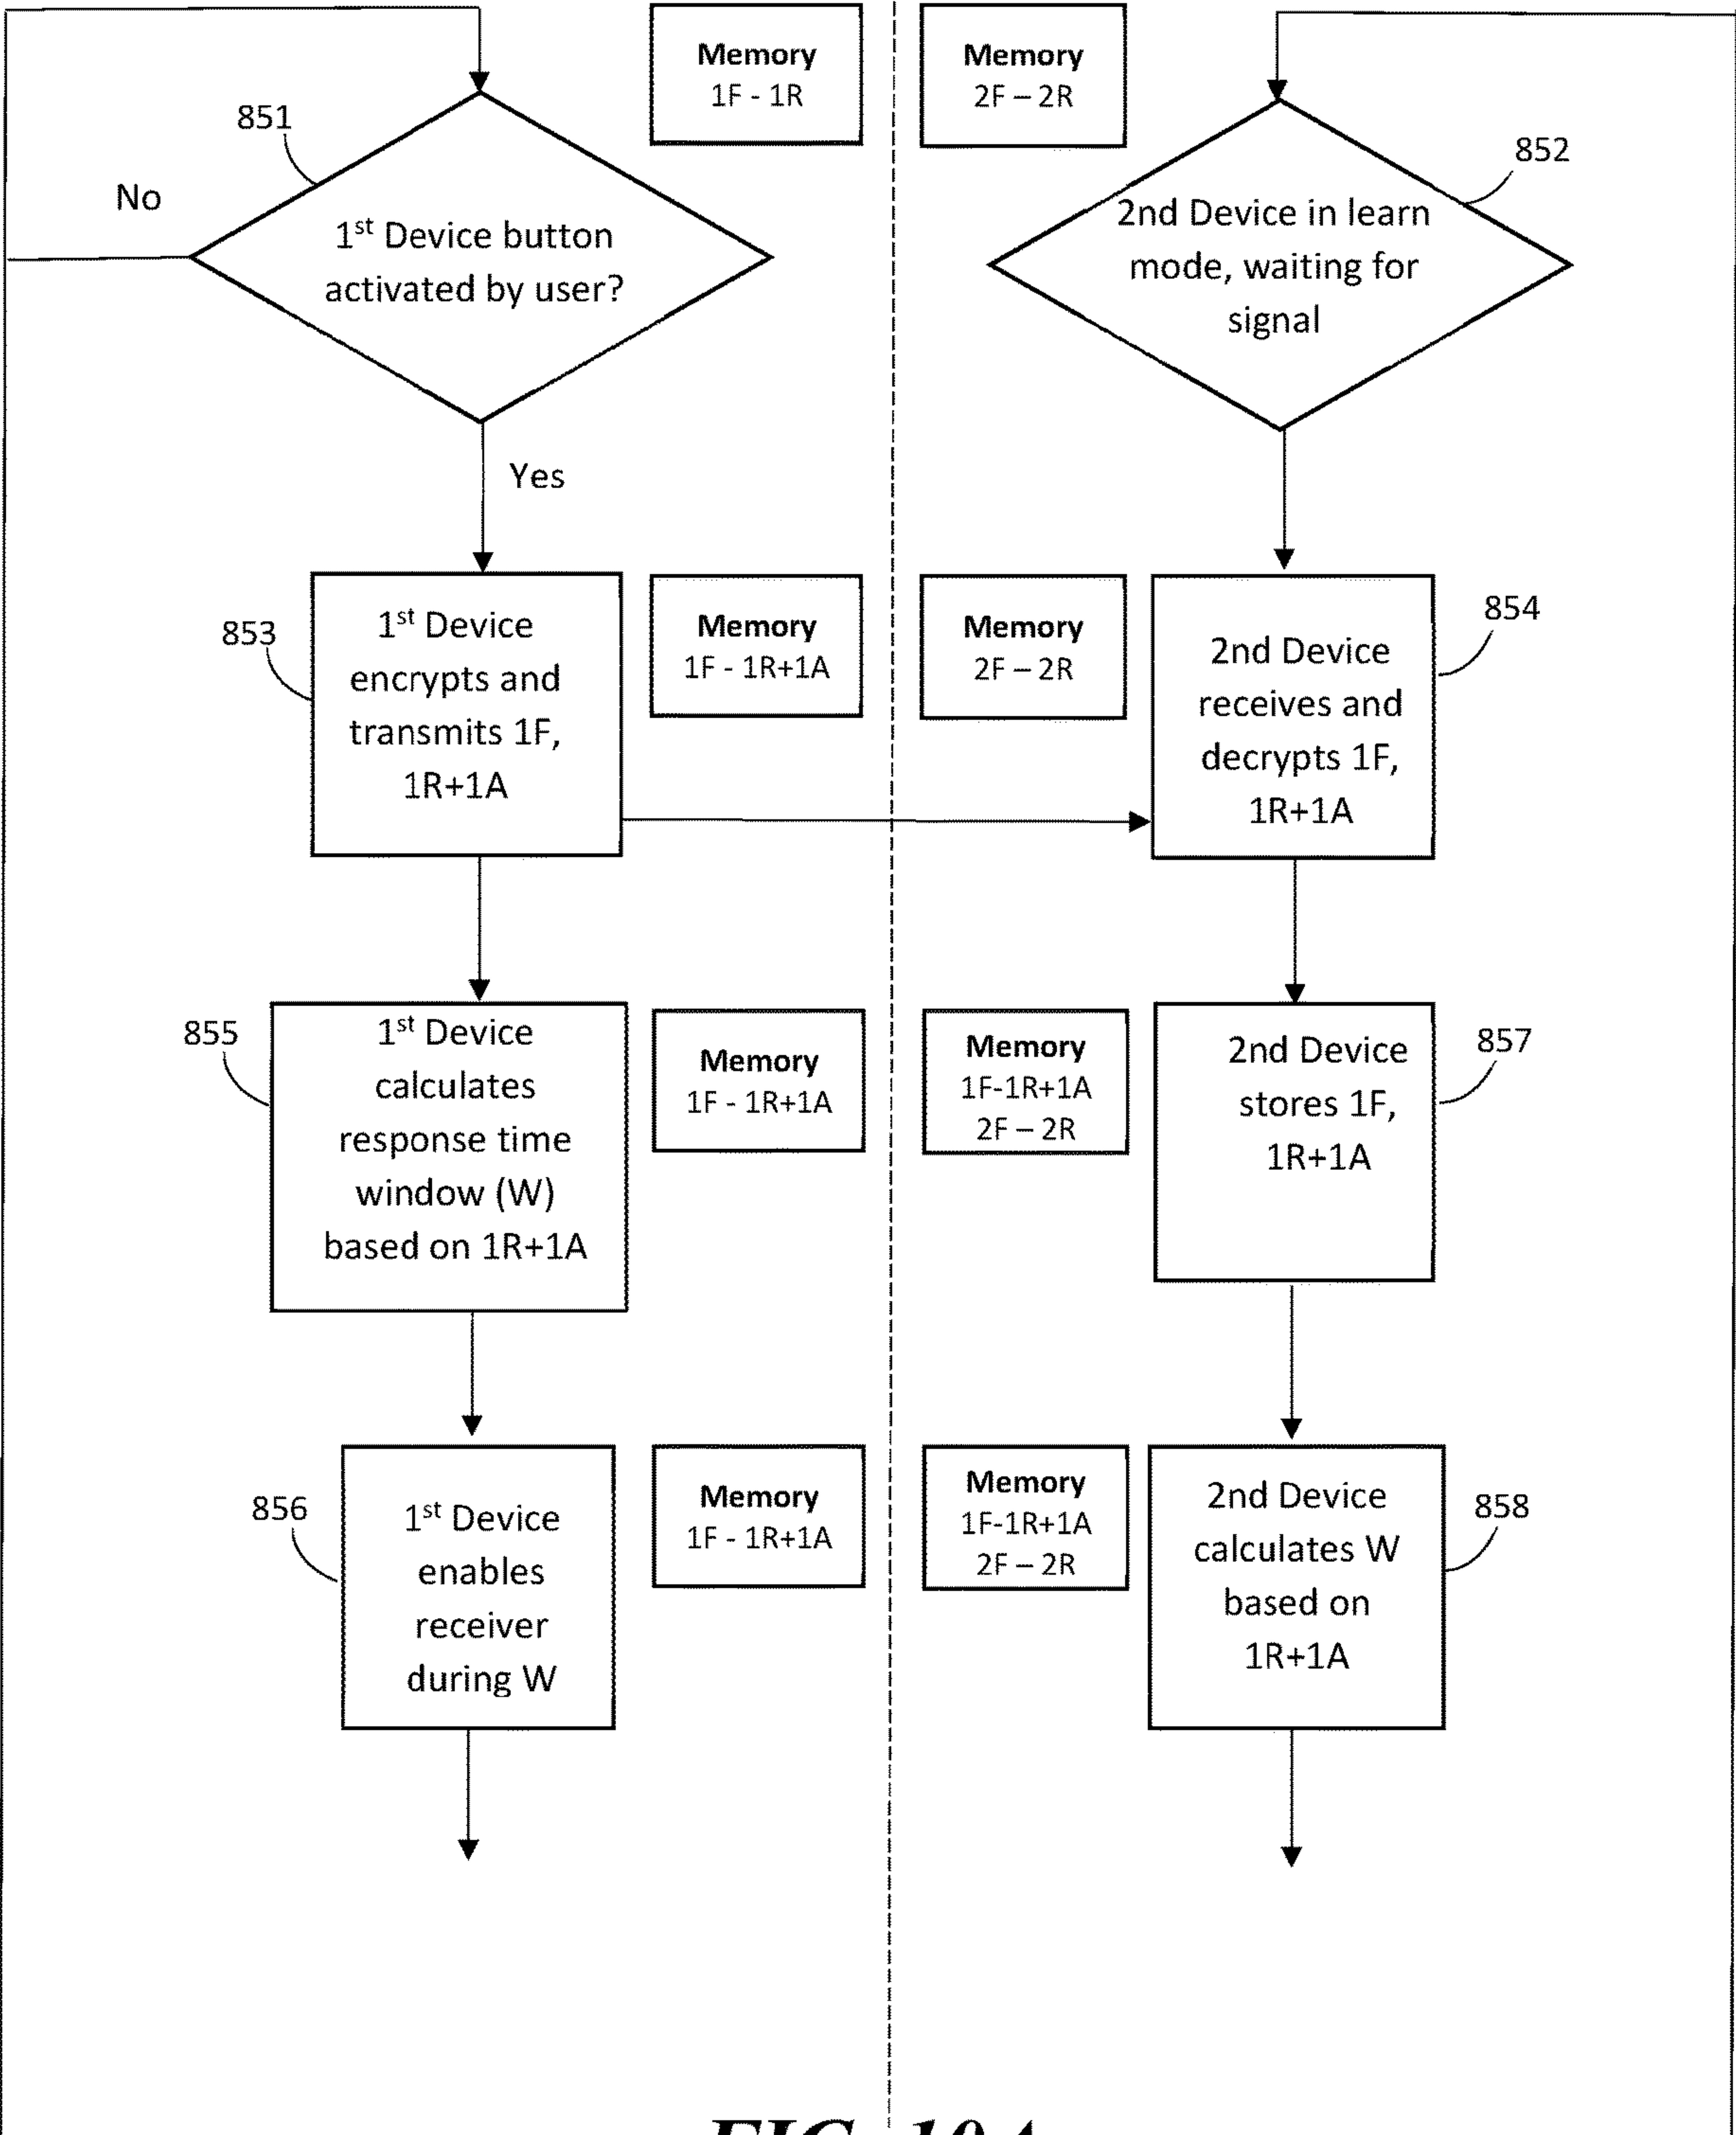 Memory
1F - 1R
Memory
2F – 2R
851
852
No
1st Device button
activated by user?
2nd Device in learn
mode, waiting for
signal
Yes
853
1st Device
encrypts and
transmits 1F,
1R+1A
Memory
1F - 1R+1A
Memory
2F – 2R
854
2nd Device
receives and
decrypts 1F,
1R+1A
855
1st Device
calculates
response time
window (W)
based on 1R+1A
Memory
1F - 1R+1A
Memory
1F-1R+1A
2F – 2R
857
2nd Device
stores 1F,
1R+1A
856
1st Device
enables
receiver
during W
Memory
1F - 1R+1A
Memory
1F-1R+1A
2F – 2R
858
2nd Device
calculates W
based on
1R+1A
FIG. 10A